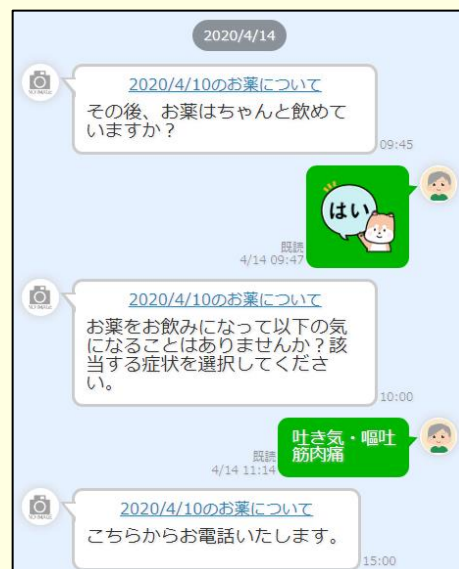 2020/4/14
2020/4/10のお薬について
その後、お薬はちゃんと飲めて
いますか？
09:45
はい
既読
4/14 09:47
2020/4/10のお薬について
お薬をお飲みになって以下の気
になることはありませんか？該
当する症状を選択してくださ
い。
10:00
吐き気・嘔吐
筋肉痛
既読
4/14 11:14
2020/4/10のお薬について
こちらからお電話いたします。
15:00